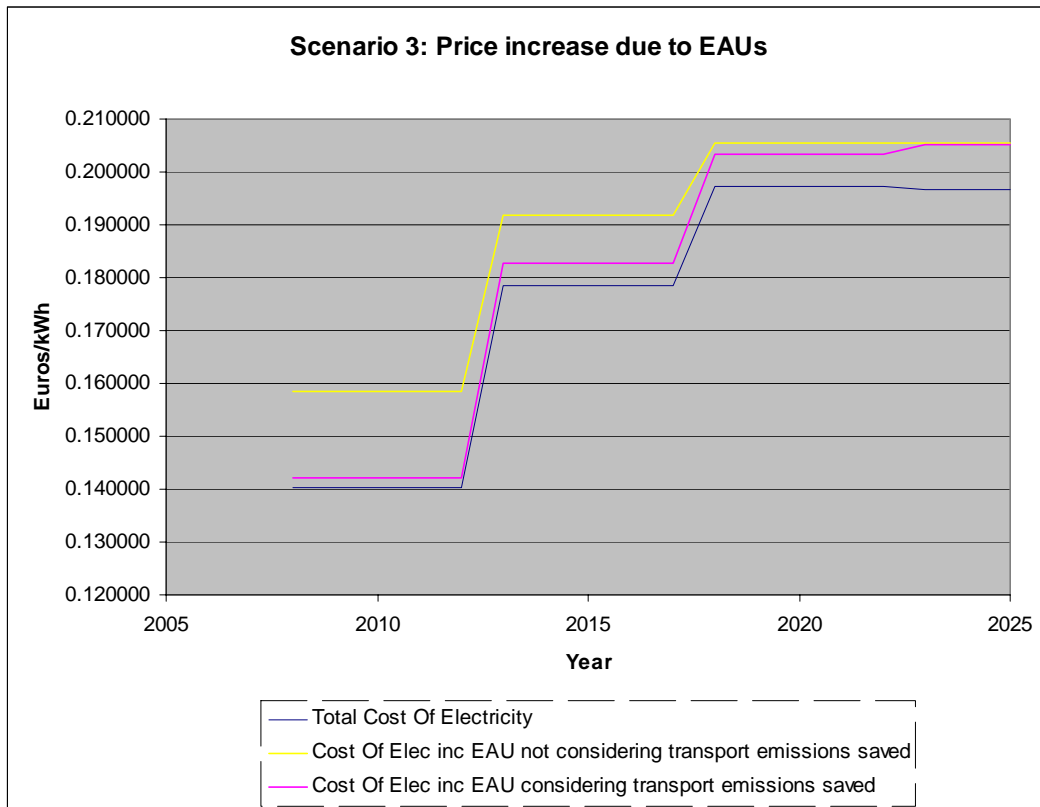 Scenario 3: Price increase due to EAUs
0.210000
0.200000
0.190000
0.180000
0.170000
0.160000
0.150000
0.140000
0.130000
0.120000
Euros/kWh
2005 2010 2015 2020 2025
Year
Total Cost Of Electricity
Cost Of Elec inc EAU not considering transport emissions saved
Cost Of Elec inc EAU considering transport emissions saved